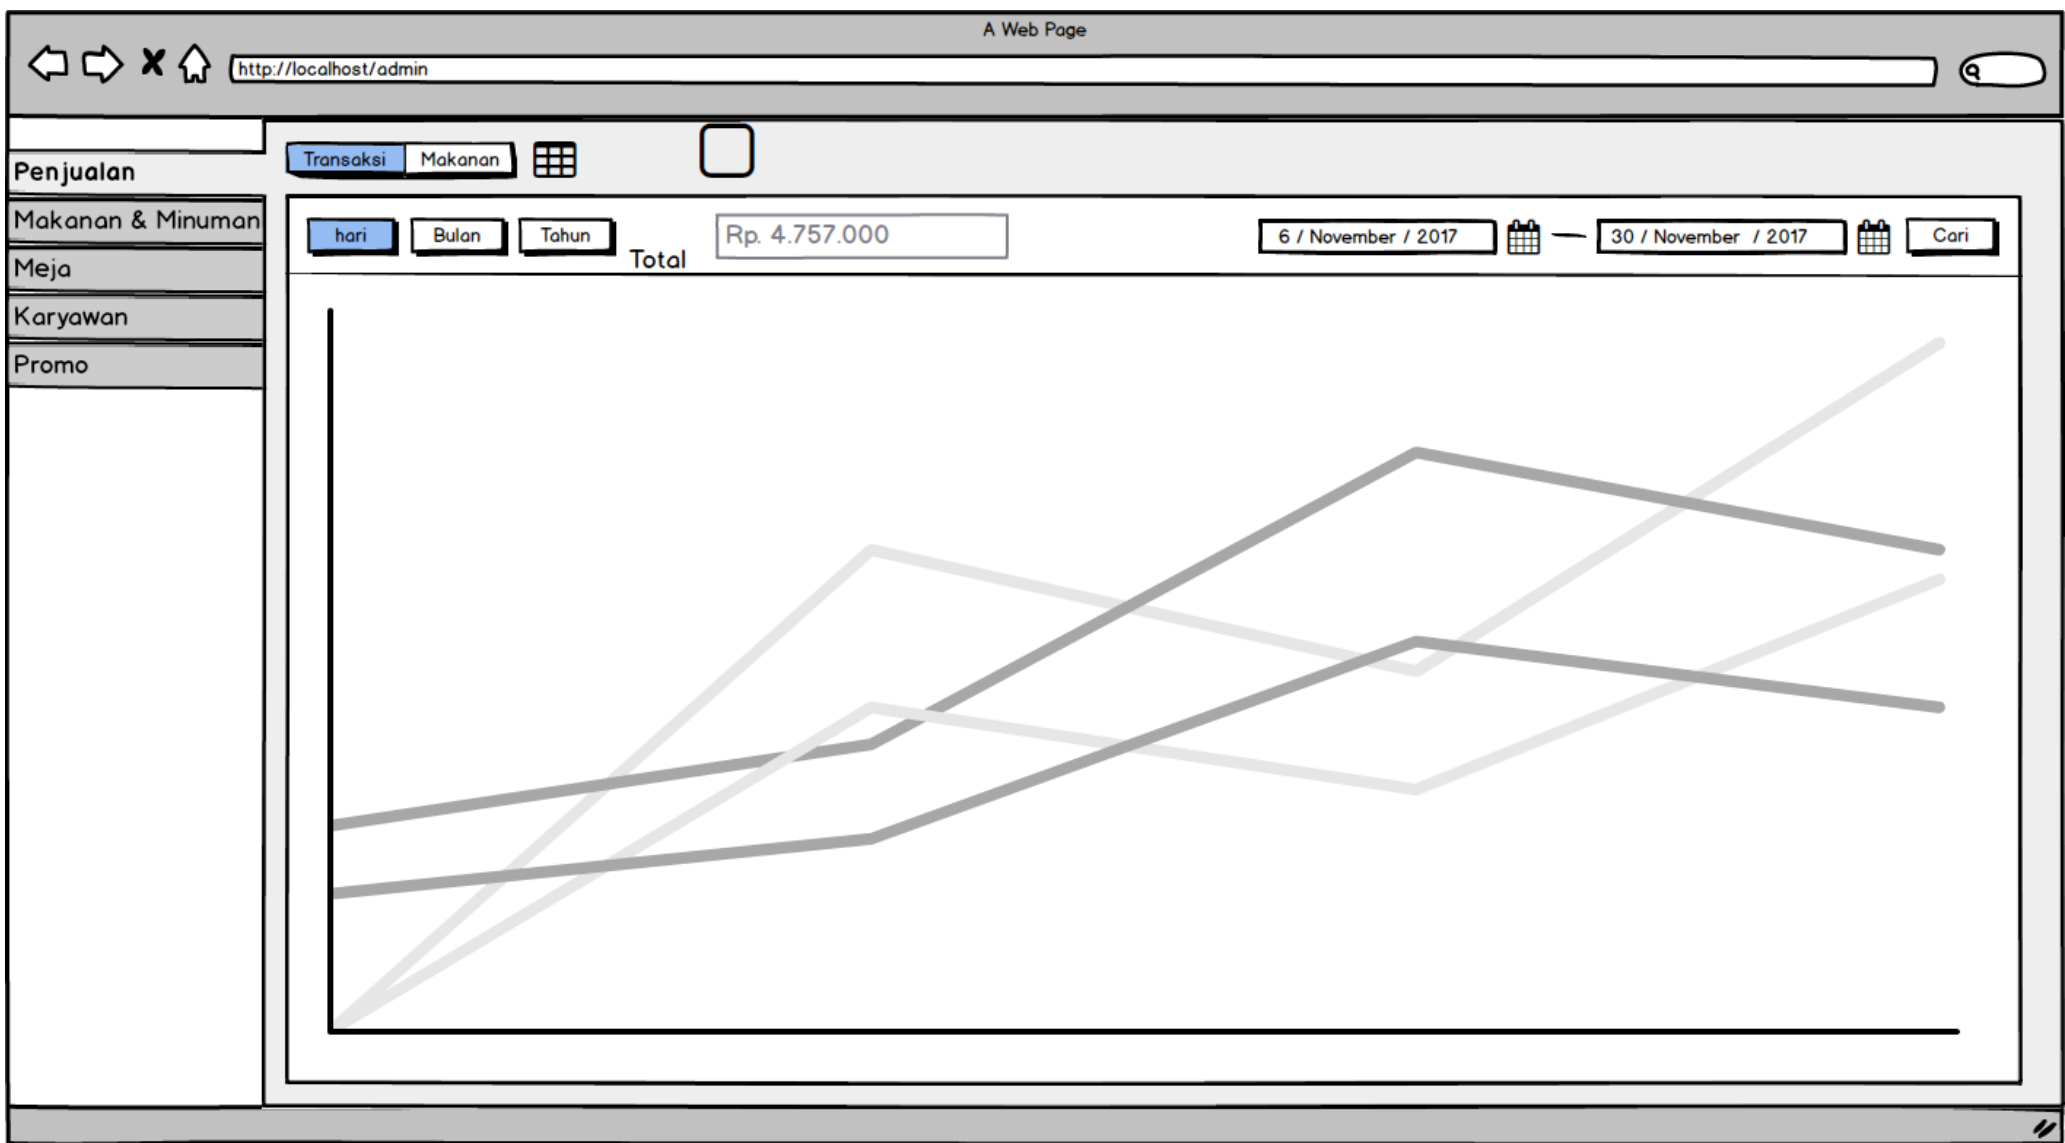 A Web Page
http://localhost/admin
Penjualan
Makanan & Minuman
Meja
Karyawan
Promo
Transaksi Makanan
hari Bulan Tahun Total Rp. 4.757.000 6 / November / 2017 30 / November / 2017 Cari